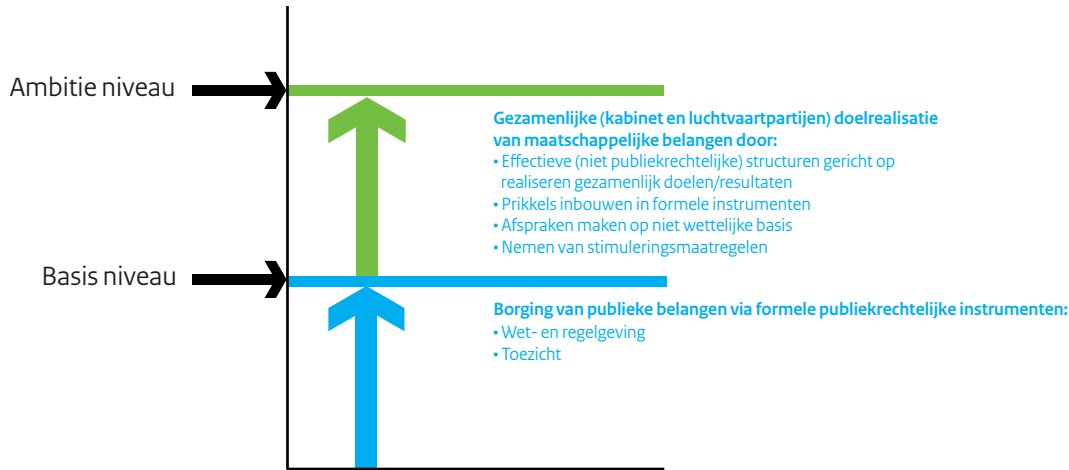 Ambitie niveau
Gezamenlijke (kabinet en luchtvaartpartijen) doelrealisatie
van maatschappelijke belangen door:
• Effectieve (niet publiekrechtelijke) structuren gericht op
realiseren gezamenlijk doelen/resultaten
• Prikkels inbouwen in formele instrumenten
• Afspraken maken op niet wettelijke basis
• Nemen van stimuleringsmaatregelen
Basis niveau
Borging van publieke belangen via formele publiekrechtelijke instrumenten:
• Wet- en regelgeving
• Toezicht